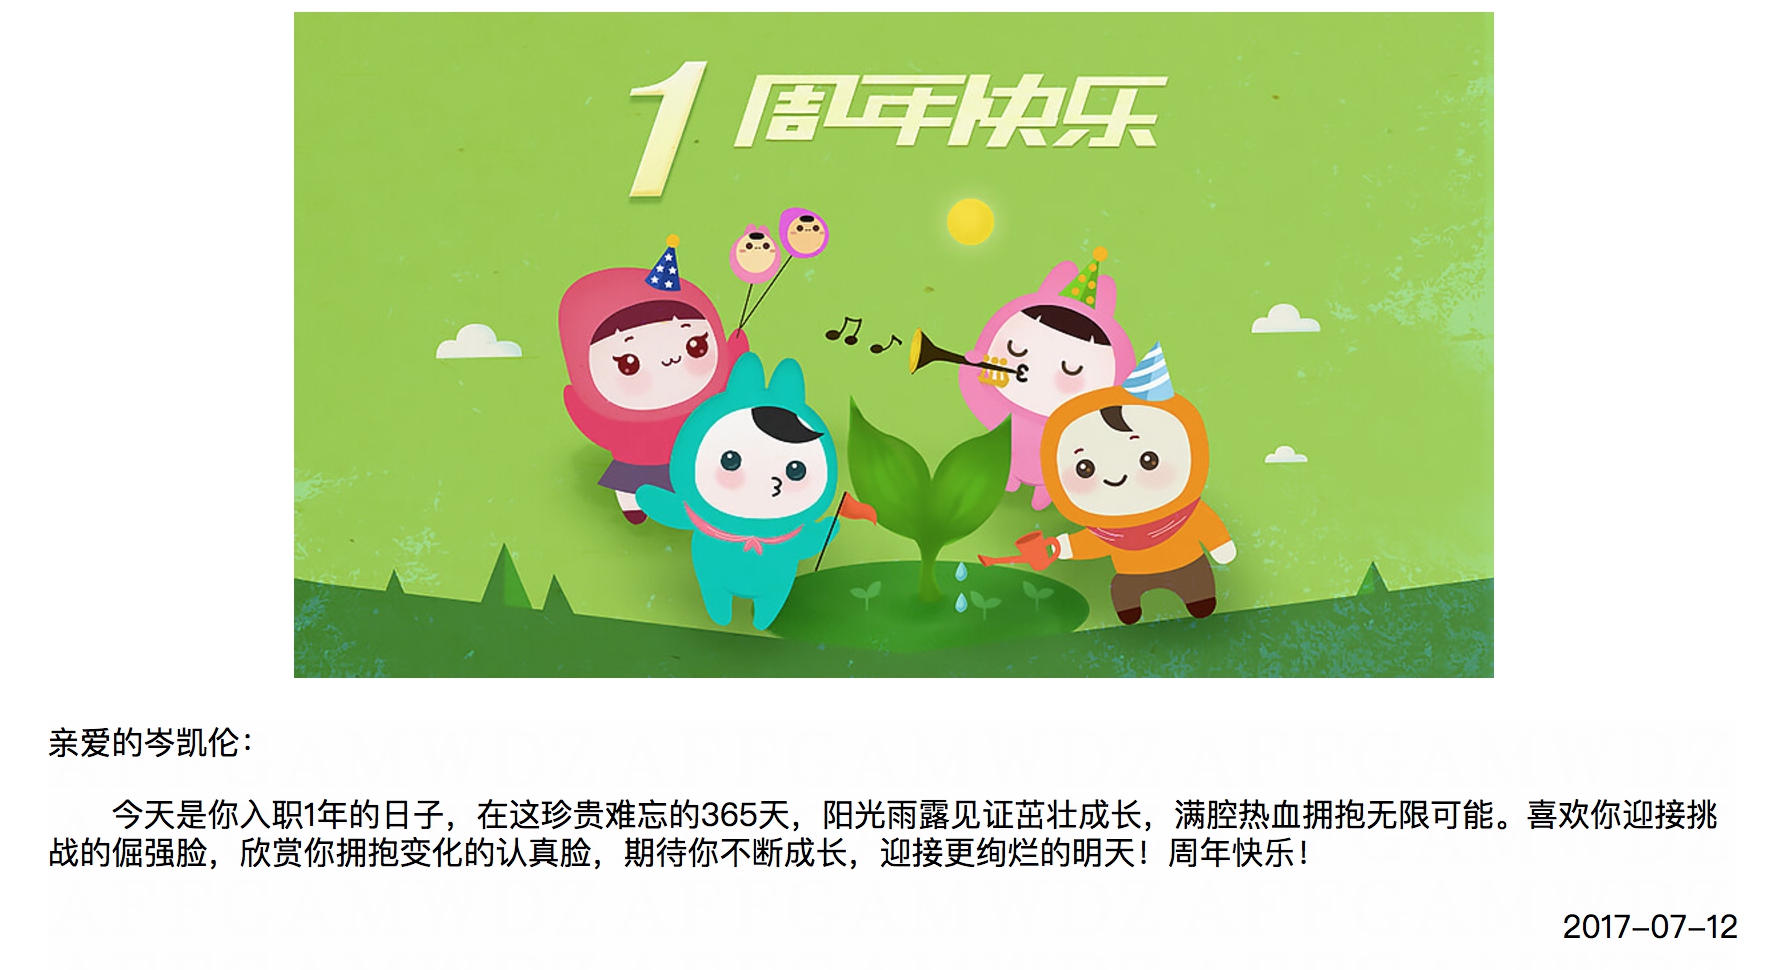 1 周年快乐
亲爱的岑凯伦：
今天是你入职1年的日子，在这珍贵难忘的365天，阳光雨露见证茁壮成长，满腔热血拥抱无限可能。喜欢你迎接挑
战的倔强脸，欣赏你拥抱变化的认真脸，期待你不断成长，迎接更绚烂的明天！周年快乐！
2017-07-12